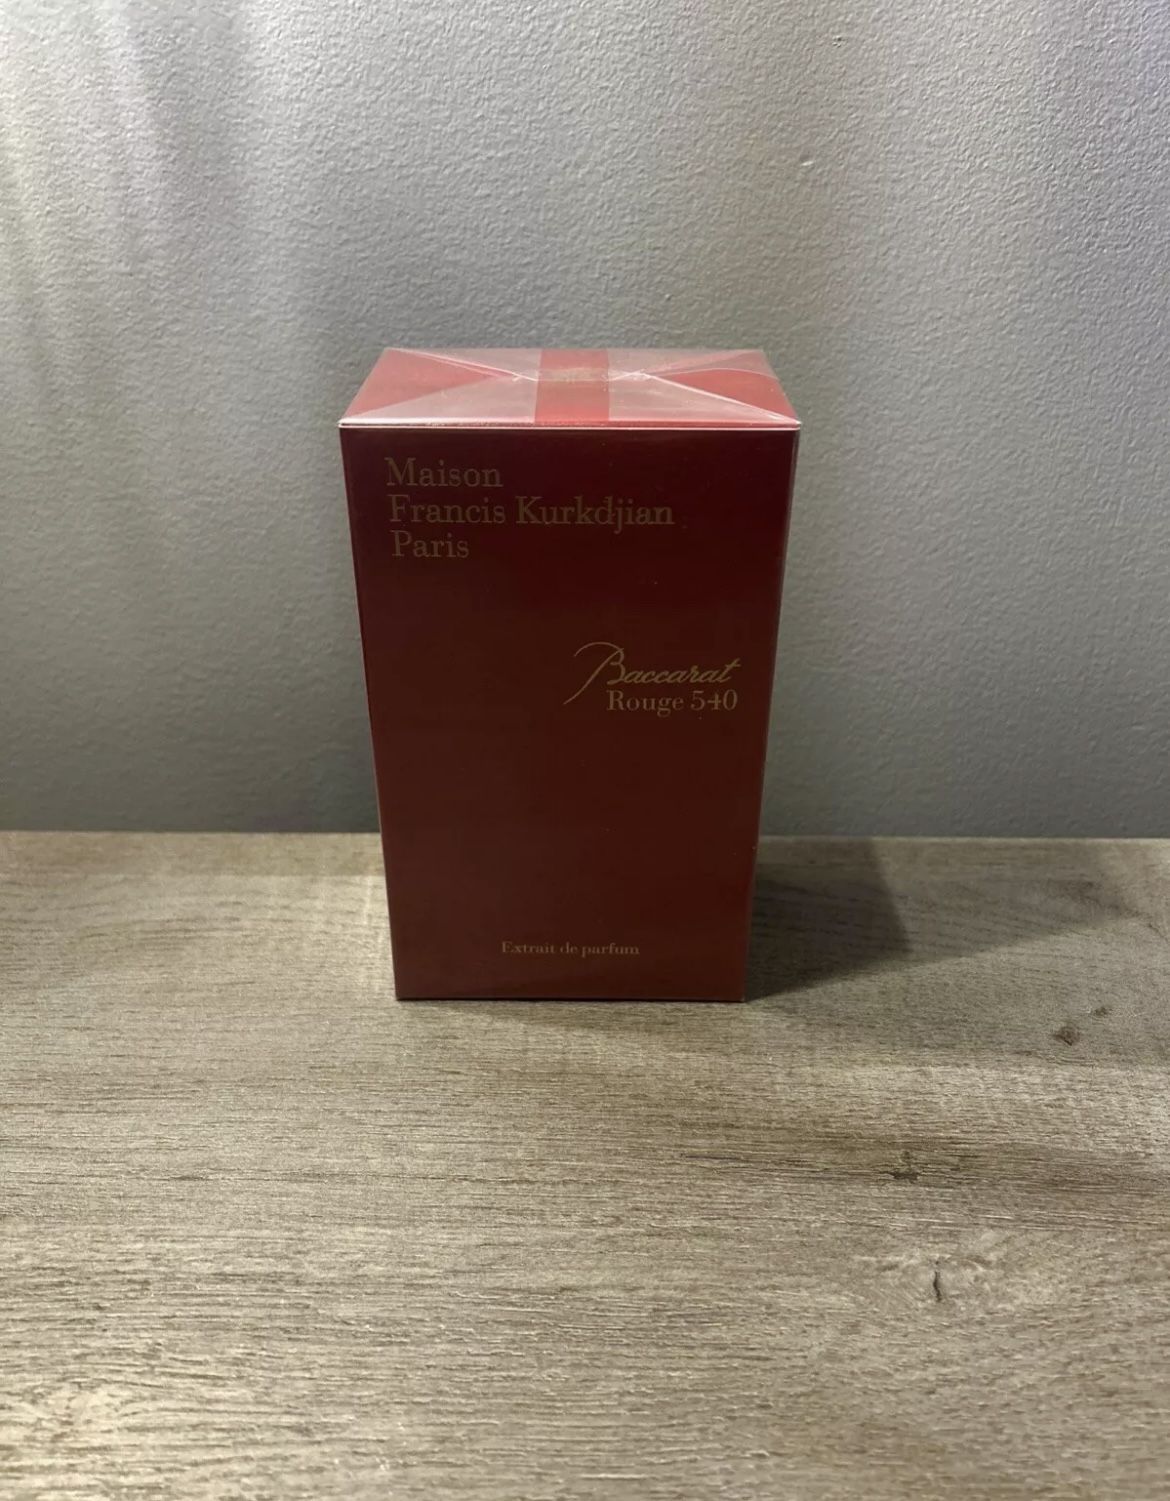 Maison
Francis Kurkdjian
Paris
Baccarat
Rouge 540
Extrait de parfum